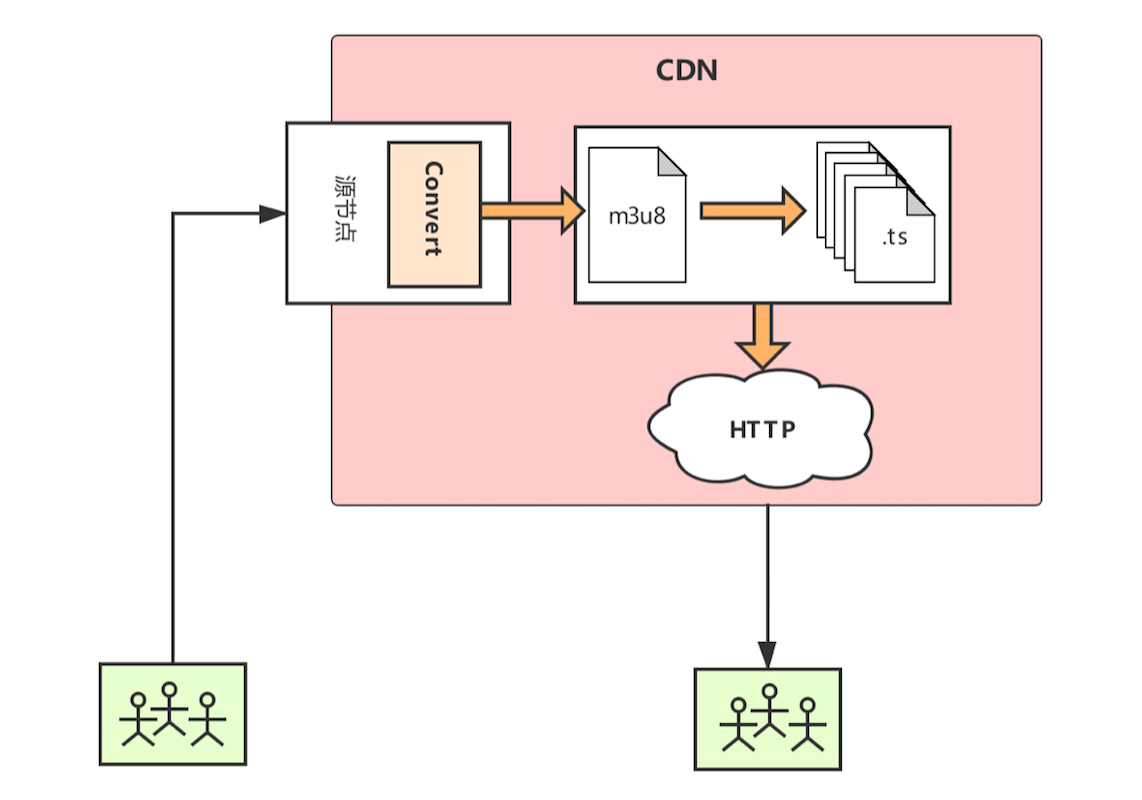 CDN
源节点
Convert
m3u8
.ts
HTTP